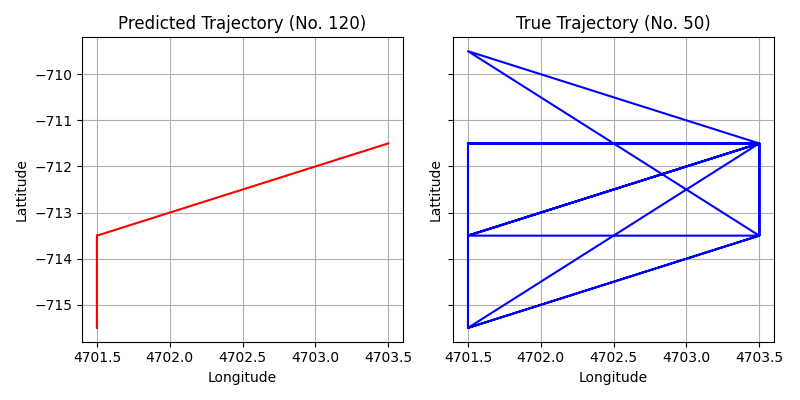 Predicted Trajectory (No. 120)
True Trajectory (No. 50)
Lattitude
−710
−711
−712
−713
−714
−715
4701.5 4702.0 4702.5 4703.0 4703.5
Longitude
Lattitude
4701.5 4702.0 4702.5 4703.0 4703.5
Longitude